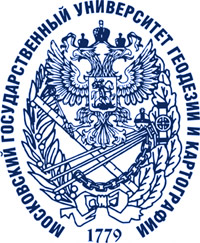 МОСКОВСКИЙ ГОСУДАРСТВЕННЫЙ УНИВЕРСИТЕТ ГЕОДЕЗИИ И КАРТОГРАФИИ
1779